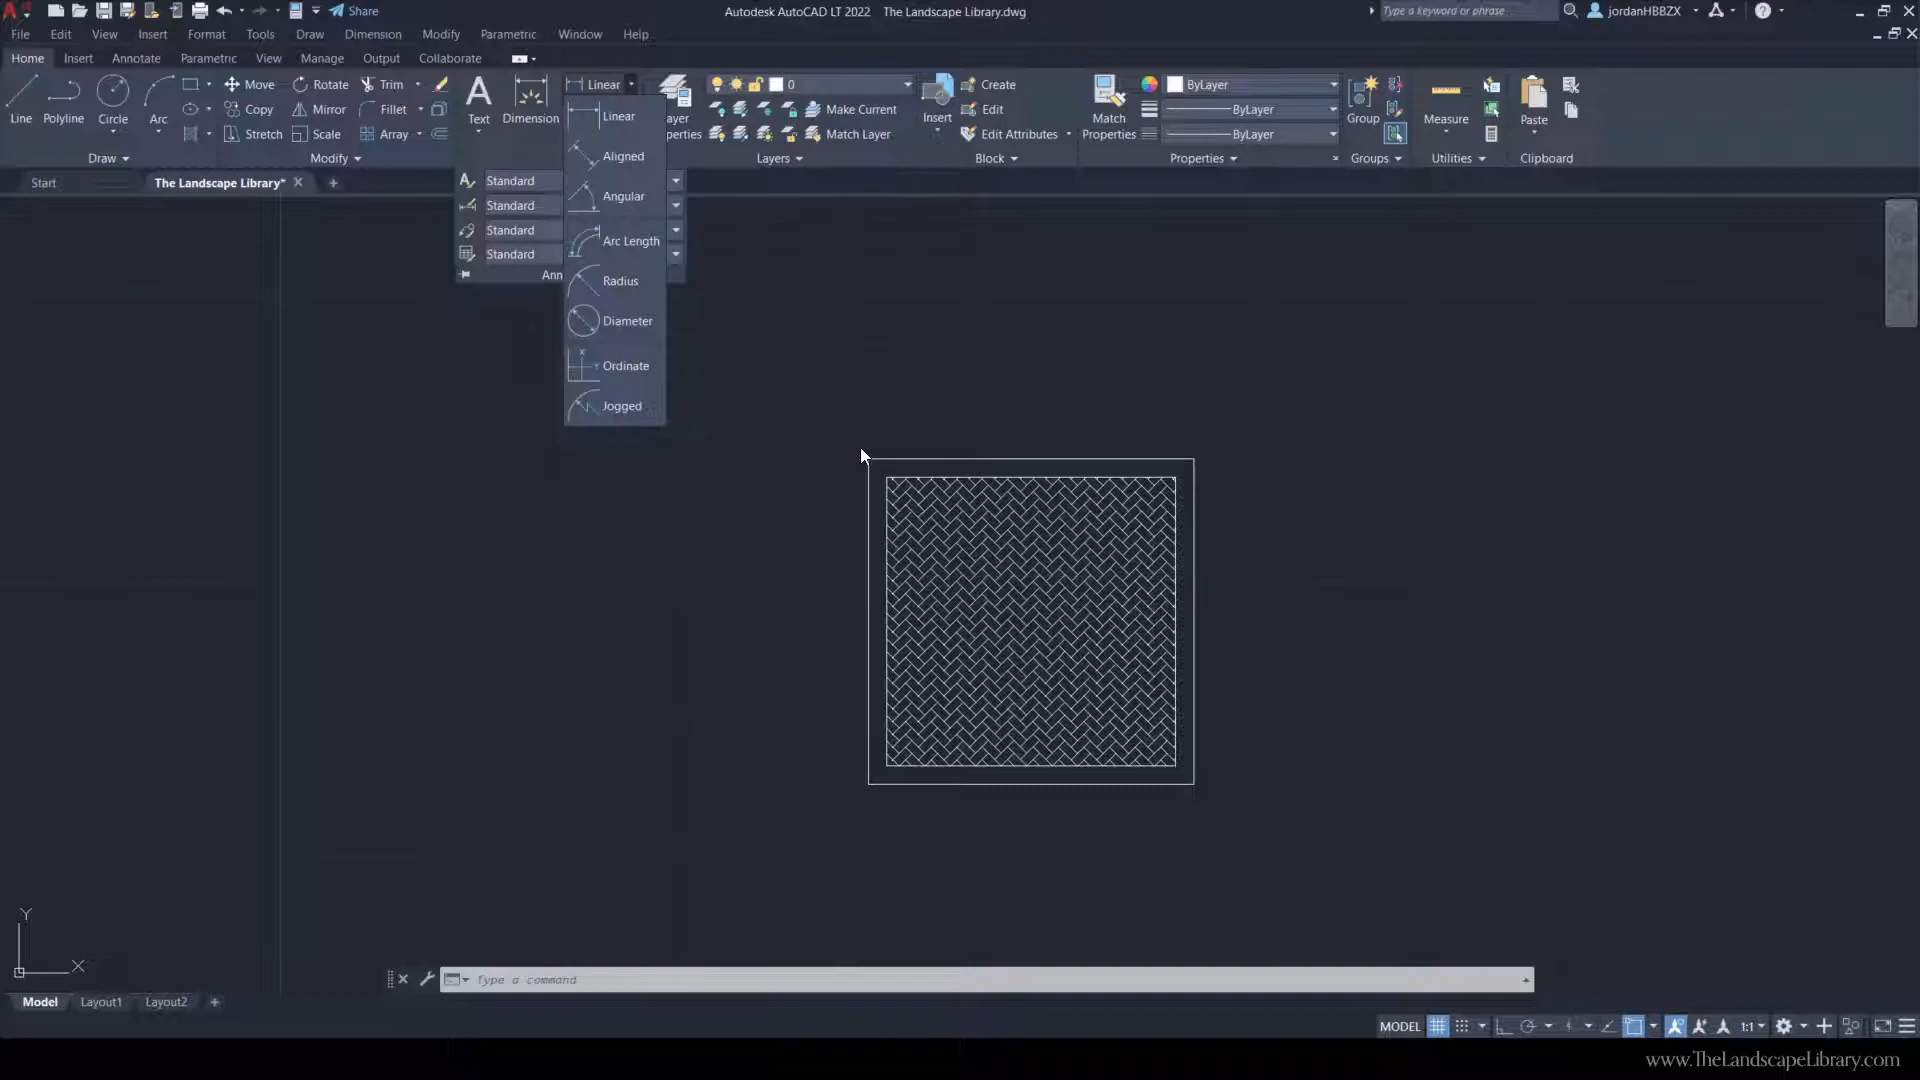 Share
Autodesk AutoCAD LT 2022 The Landscape Library.dwg
Type a keyword or phrase
jordanHBBZX
File Edit View Insert Format Tools Draw Dimension Modify Parametric Window Help
Home Insert Annotate Parametric View Manage Output Collaborate
Line
Polyline
Circle
Arc
Move
Rotate
Trim
Copy
Mirror
Fillet
Stretch
Scale
Array
Text
Dimension
Linear
ayer
perties
0
Make Current
Match Layer
Insert
Create
Edit
Edit Attributes
Match
Properties
ByLayer
ByLayer
ByLayer
Group
Measure
Paste
Draw
Modify
Layers
Block
Properties
Groups
Utilities
Clipboard
Start
The Landscape Library*
Standard
Standard
Standard
Standard
Ann
Linear
Aligned
Angular
Arc Length
Radius
Diameter
Ordinate
Jogged
Y
X
Type a command
Model Layout1 Layout2
MODEL
1:1
www.TheLandscapeLibrary.com